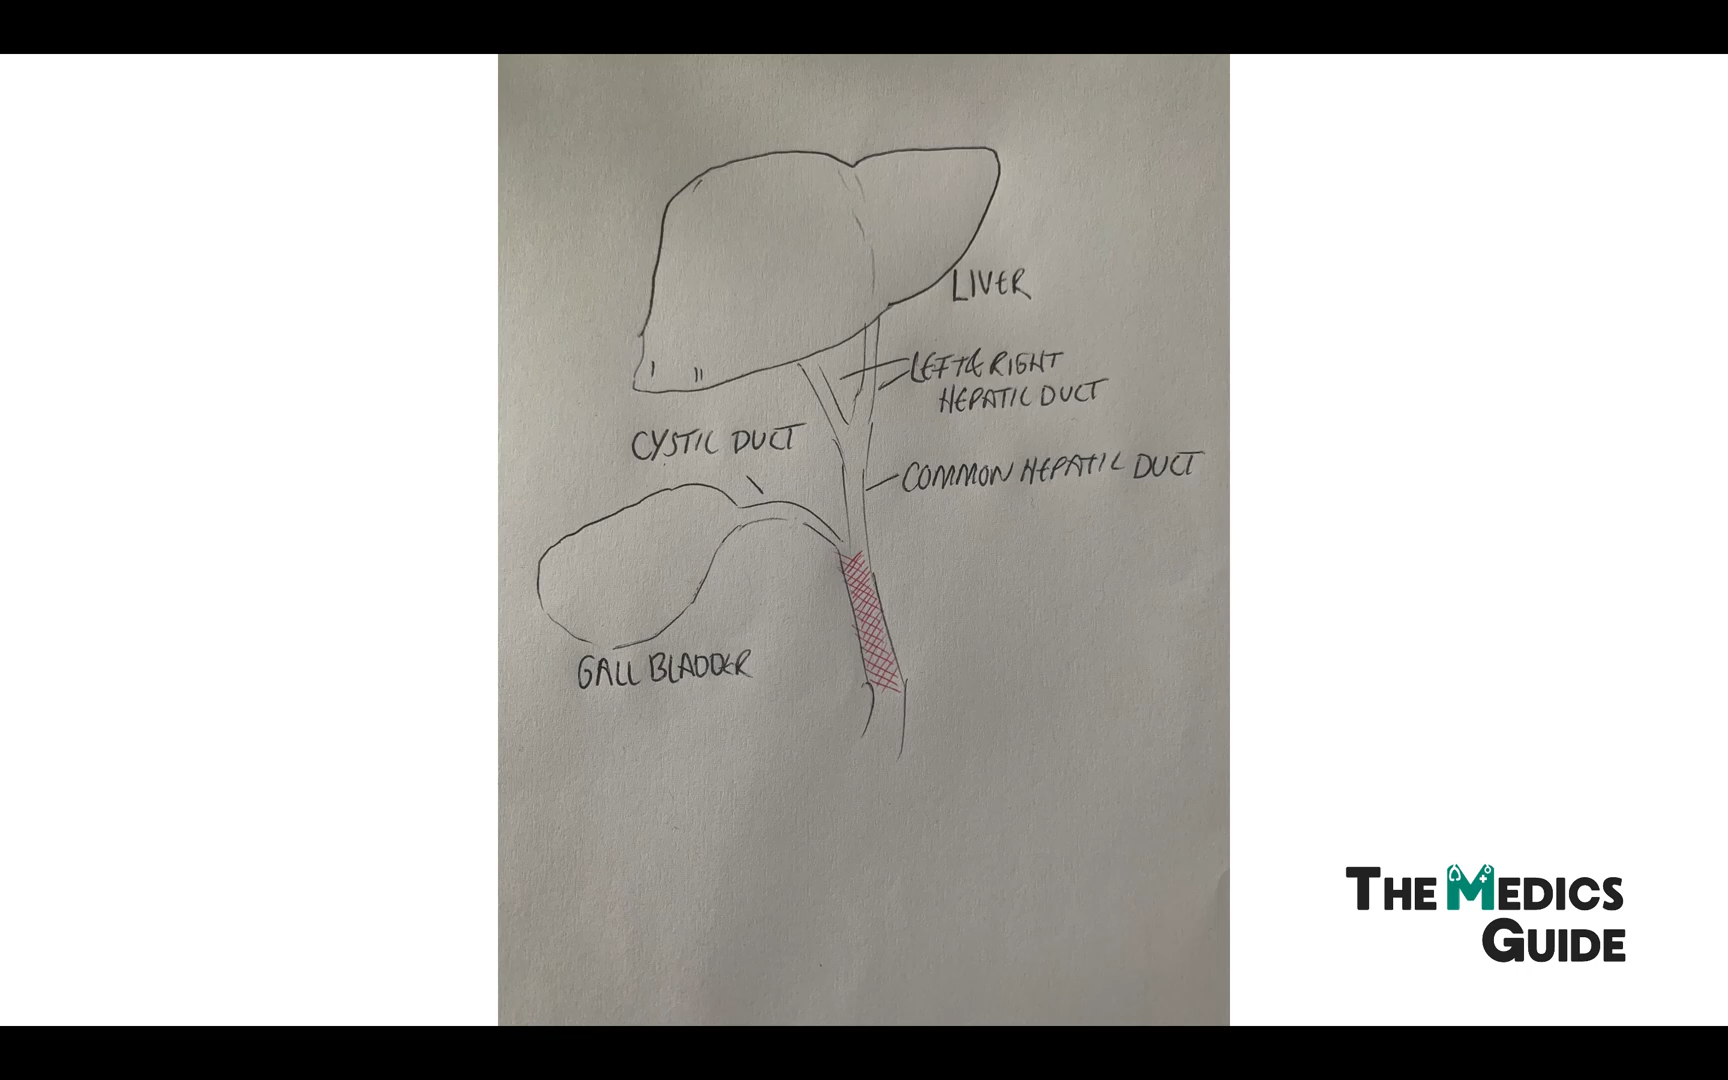 LIVER
LEFT & RIGHT
HEPATIC DUCT
CYSTIC DUCT
COMMON HEPATIC DUCT
GALL BLADDER
THE MEDICS
GUIDE